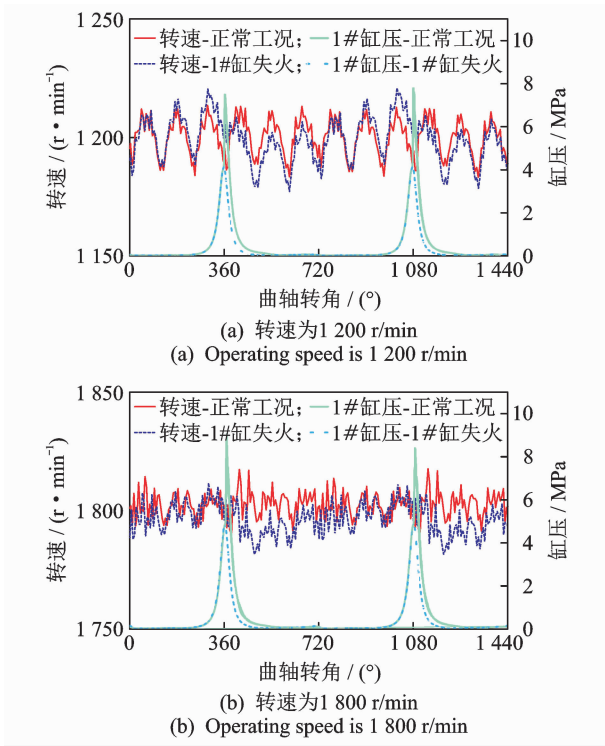 1 250
1 200
1 150
转速 / (r·min⁻¹)
转速-正常工况; 1#缸压-正常工况
转速-1#缸失火; 1#缸压-1#缸失火
10
8
6
4
2
0
缸压 / MPa
0 360 720 1 080 1 440
曲轴转角 / (°)
(a) 转速为1 200 r/min
(a) Operating speed is 1 200 r/min
1 850
1 800
1 750
转速 / (r·min⁻¹)
转速-正常工况; 1#缸压-正常工况
转速-1#缸失火; 1#缸压-1#缸失火
10
8
6
4
2
0
缸压 / MPa
0 360 720 1 080 1 440
曲轴转角 / (°)
(b) 转速为1 800 r/min
(b) Operating speed is 1 800 r/min